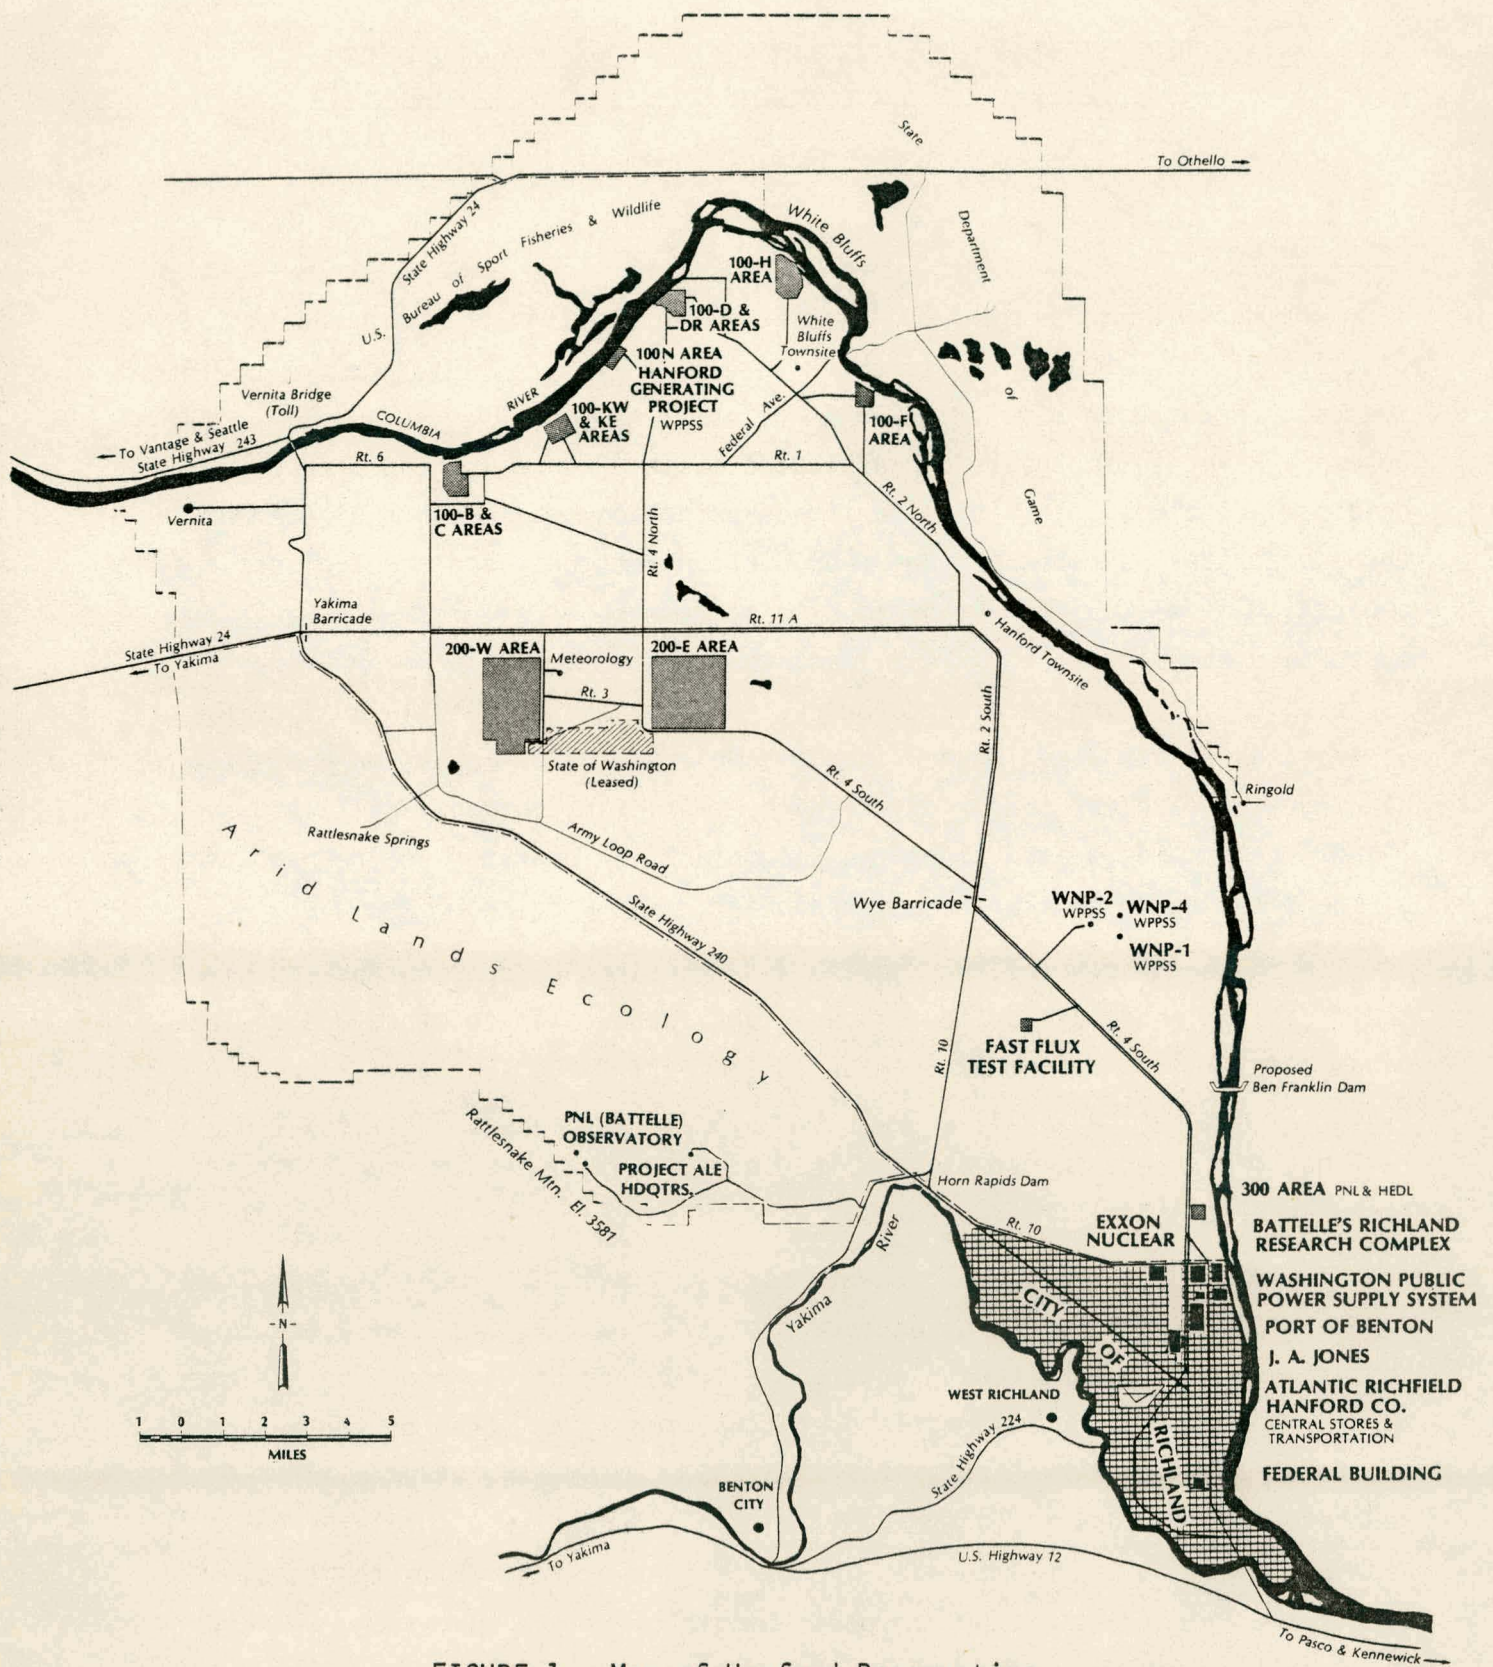 State
To Othello
Department
of
Game
State Highway 24
U.S. Bureau of Sport Fisheries & Wildlife
White Bluffs
100-H
AREA
100-D &
DR AREAS
White
Bluffs
Townsite
100N AREA
HANFORD
GENERATING
PROJECT
WPPSS
Vernita Bridge
(Toll)
COLUMBIA
RIVER
100-KW
& KE
AREAS
Federal Ave.
100-F
AREA
To Vantage & Seattle
State Highway 243
Rt. 6
Rt. 1
Vernita
100-B &
C AREAS
Rt. 4 North
Rt. 2 North
Yakima
Barricade
Rt. 11 A
State Highway 24
To Yakima
200-W AREA
Meteorology
200-E AREA
Rt. 3
Hanford Townsite
Rt. 2 South
State of Washington
(Leased)
Rt. 4 South
Ringold
Rattlesnake Springs
Army Loop Road
Arid Lands Ecology
State Highway 240
Wye Barricade
WNP-2
WPPSS
WNP-4
WPPSS
WNP-1
WPPSS
Rt. 10
FAST FLUX
TEST FACILITY
Rt. 4 South
Proposed
Ben Franklin Dam
PNL (BATTELLE)
OBSERVATORY
PROJECT ALE
HDQTRS.
Rattlesnake Mtn. El. 3581
Horn Rapids Dam
300 AREA PNL & HEDL
Rt. 10
EXXON
NUCLEAR
BATTELLE'S RICHLAND
RESEARCH COMPLEX
WASHINGTON PUBLIC
POWER SUPPLY SYSTEM
PORT OF BENTON
J. A. JONES
ATLANTIC RICHFIELD
HANFORD CO.
CENTRAL STORES &
TRANSPORTATION
FEDERAL BUILDING
Yakima River
CITY
OF
RICHLAND
-N-
1 0 1 2 3 4 5
MILES
WEST RICHLAND
State Highway 224
BENTON
CITY
To Yakima
U.S. Highway 12
To Pasco & Kennewick